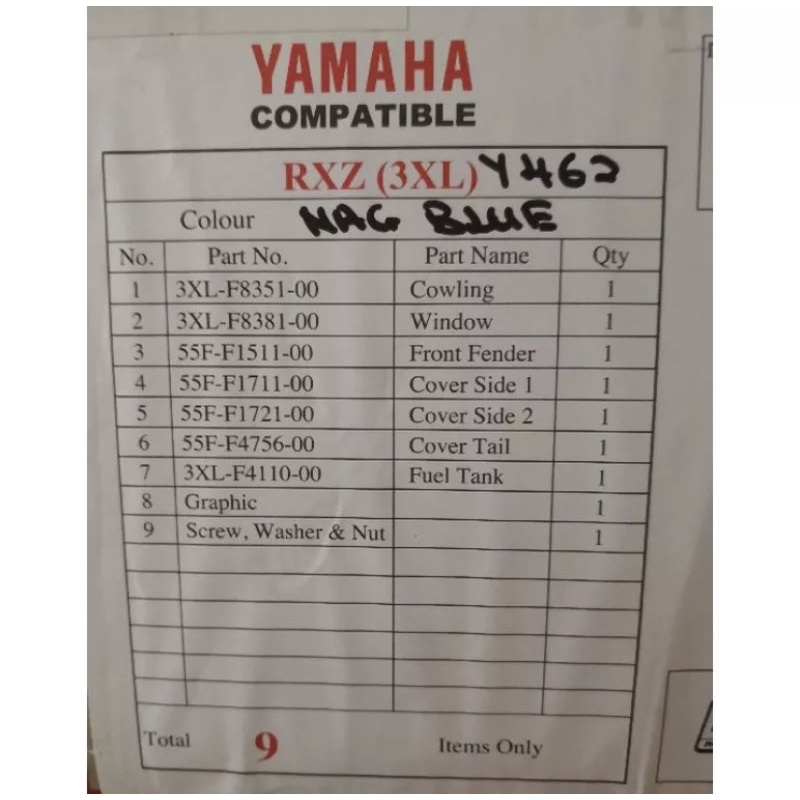 YAMAHA
COMPATIBLE
RXZ (3XL) Y462
Colour MAG BLUE
No. Part No. Part Name Qty
1 3XL-F8351-00 Cowling 1
2 3XL-F8381-00 Window 1
3 55F-F1511-00 Front Fender 1
4 55F-F1711-00 Cover Side 1 1
5 55F-F1721-00 Cover Side 2 1
6 55F-F4756-00 Cover Tail 1
7 3XL-F4110-00 Fuel Tank 1
8 Graphic 1
9 Screw, Washer & Nut 1
Total 9 Items Only